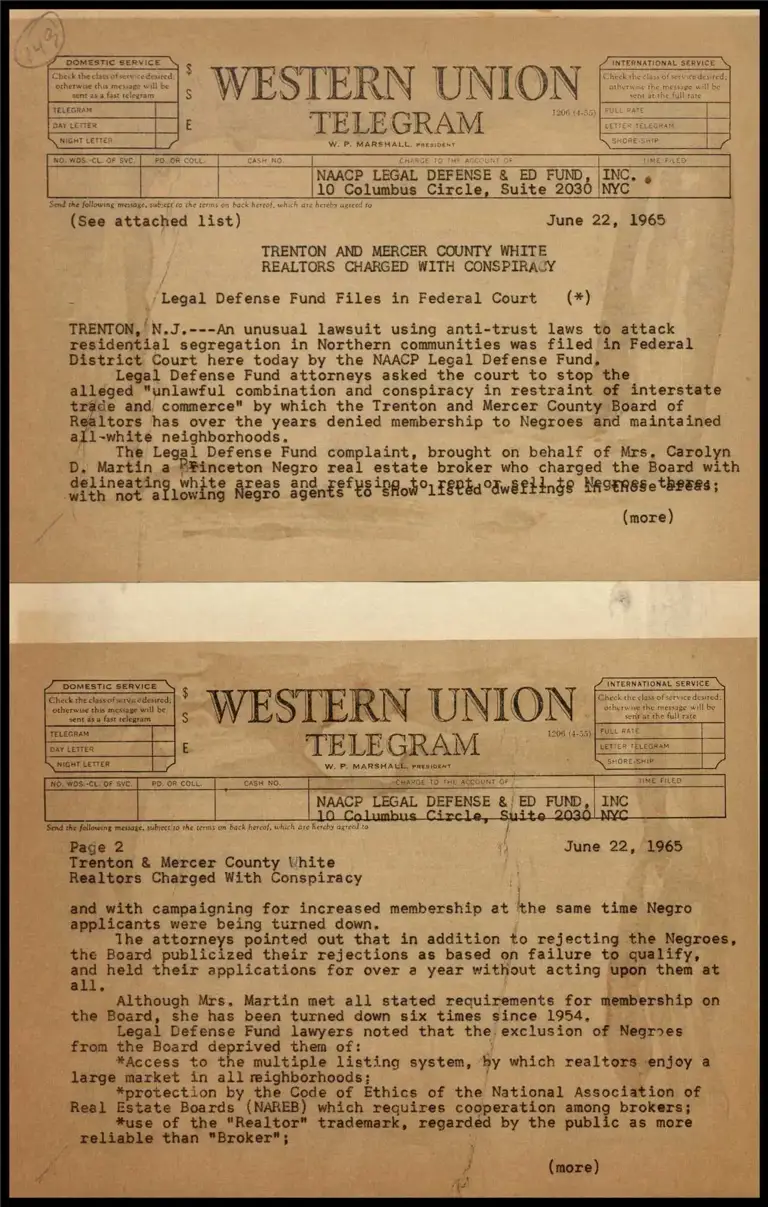 243
DOMESTIC SERVICE
Check the class of service desired;
otherwise this message will be
sent as a fast telegram
TELEGRAM
DAY LETTER
NIGHT LETTER
$
S
E
WESTERN UNION
TELEGRAM
W. P. MARSHALL, PRESIDENT
1206 (4-55)
INTERNATIONAL SERVICE
Check the class of service desired;
otherwise the message will be
sent at the full rate
FULL RATE
LETTER TELEGRAM
SHORE-SHIP
NO. WDS.-CL. OF SVC. PD. OR COLL. CASH NO. CHARGE TO THE ACCOUNT OF TIME FILED
NAACP LEGAL DEFENSE & ED FUND, INC.
10 Columbus Circle, Suite 2030 NYC
Send the following message, subject to the terms on back hereof, which are hereby agreed to
(See attached list) June 22, 1965
TRENTON AND MERCER COUNTY WHITE
REALTORS CHARGED WITH CONSPIRACY
Legal Defense Fund Files in Federal Court (*)
TRENTON, N.J.---An unusual lawsuit using anti-trust laws to attack
residential segregation in Northern communities was filed in Federal
District Court here today by the NAACP Legal Defense Fund.
Legal Defense Fund attorneys asked the court to stop the
alleged "unlawful combination and conspiracy in restraint of interstate
trade and commerce" by which the Trenton and Mercer County Board of
Realtors has over the years denied membership to Negroes and maintained
all-white neighborhoods.
The Legal Defense Fund complaint, brought on behalf of Mrs. Carolyn
D. Martin a Princeton Negro real estate broker who charged the Board with
delineating white areas and refusing to rent or sell to Negroes there;
with not allowing Negro agents to show listed dwellings in those areas;
(more)
DOMESTIC SERVICE
Check the class of service desired;
otherwise this message will be
sent as a fast telegram
TELEGRAM
DAY LETTER
NIGHT LETTER
$
S
E
WESTERN UNION
TELEGRAM
W. P. MARSHALL, PRESIDENT
1206 (4-55)
INTERNATIONAL SERVICE
Check the class of service desired;
otherwise the message will be
sent at the full rate
FULL RATE
LETTER TELEGRAM
SHORE-SHIP
NO. WDS.-CL. OF SVC. PD. OR COLL. CASH NO. CHARGE TO THE ACCOUNT OF TIME FILED
NAACP LEGAL DEFENSE & ED FUND, INC
10 Columbus Circle, Suite 2030 NYC
Send the following message, subject to the terms on back hereof, which are hereby agreed to
Page 2 June 22, 1965
Trenton & Mercer County White
Realtors Charged With Conspiracy
and with campaigning for increased membership at the same time Negro
applicants were being turned down.
The attorneys pointed out that in addition to rejecting the Negroes,
the Board publicized their rejections as based on failure to qualify,
and held their applications for over a year without acting upon them at
all.
Although Mrs. Martin met all stated requirements for membership on
the Board, she has been turned down six times since 1954.
Legal Defense Fund lawyers noted that the exclusion of Negroes
from the Board deprived them of:
*Access to the multiple listing system, by which realtors enjoy a
large market in all neighborhoods;
*protection by the Code of Ethics of the National Association of
Real Estate Boards (NAREB) which requires cooperation among brokers;
*use of the "Realtor" trademark, regarded by the public as more
reliable than "Broker";
(more)